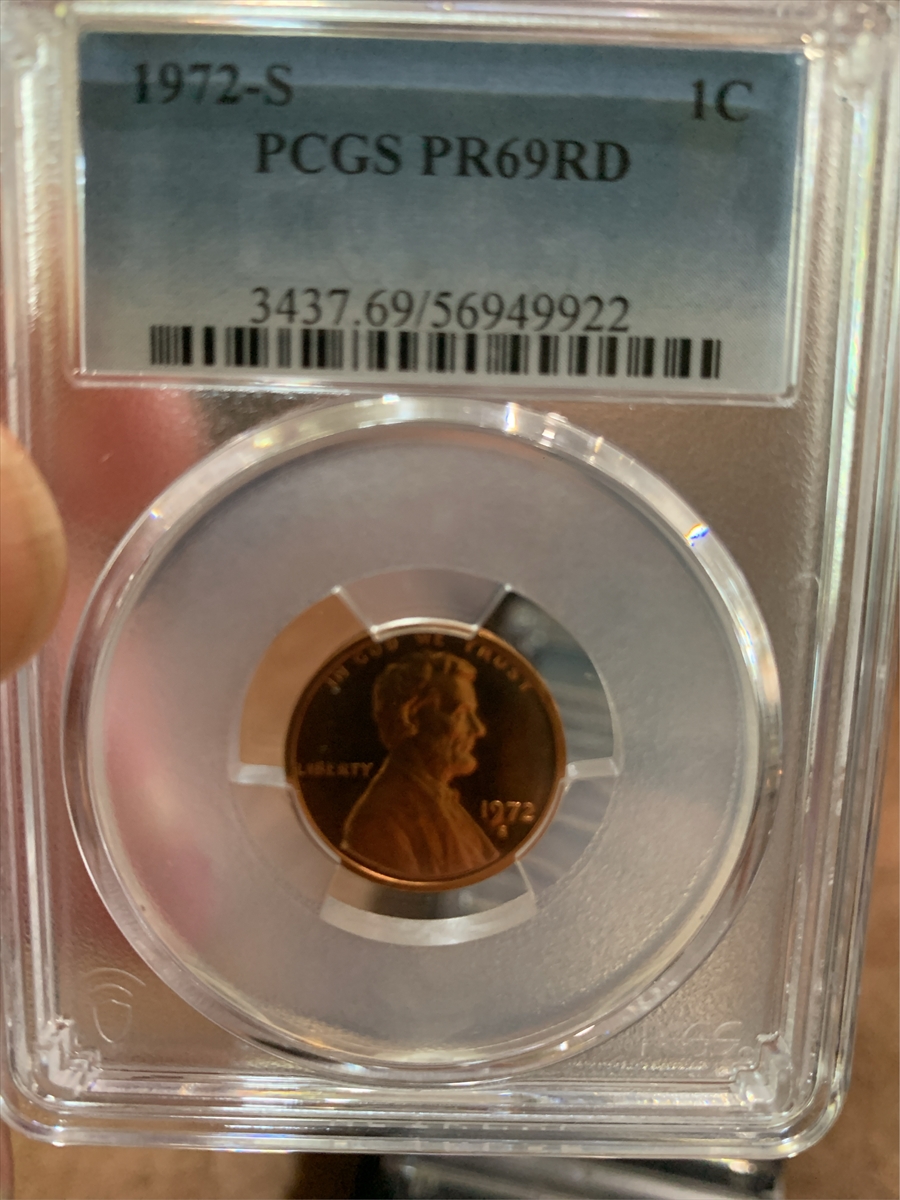 1972-S 1C
PCGS PR69RD
3437.69/56949922
IN GOD WE TRUST
LIBERTY
1972
S